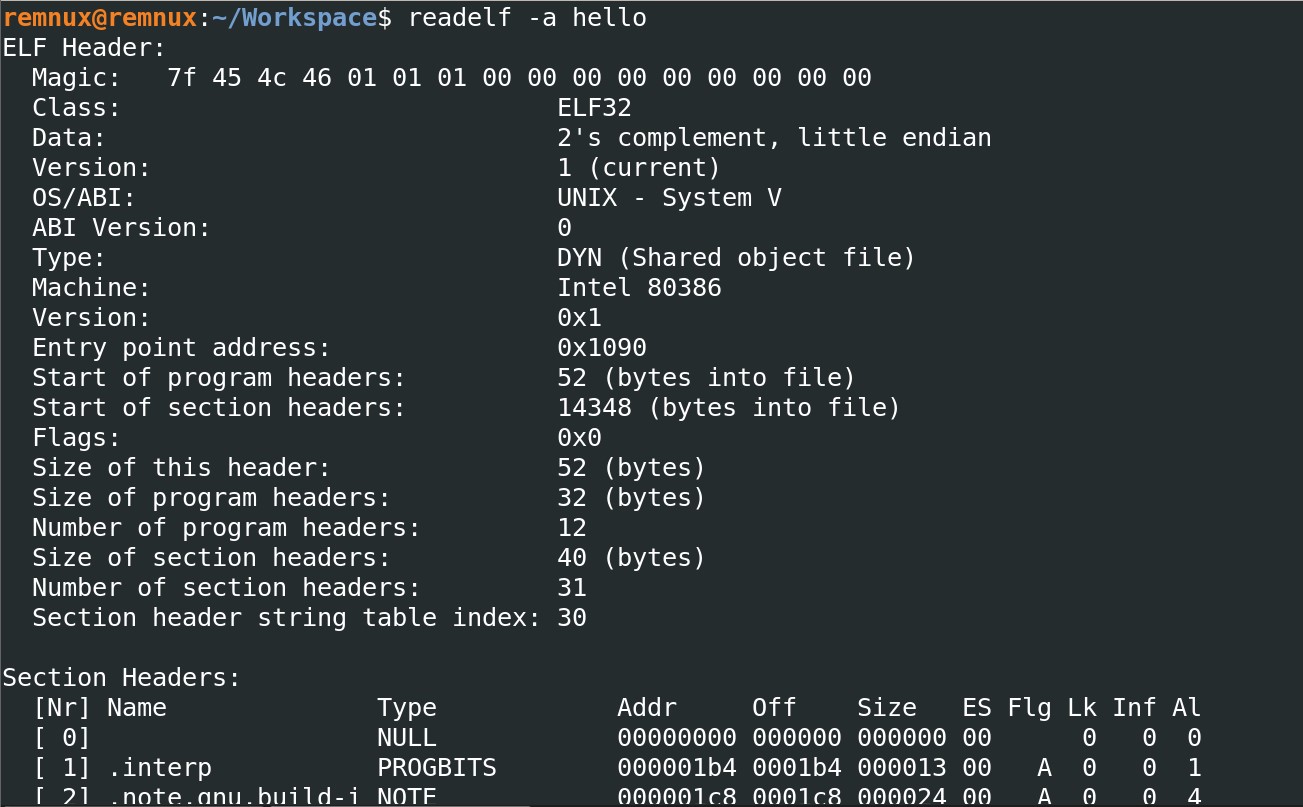 remnux@remnux:~/Workspace$ readelf -a hello
ELF Header:
  Magic:   7f 45 4c 46 01 01 01 00 00 00 00 00 00 00 00 00
  Class:                             ELF32
  Data:                              2's complement, little endian
  Version:                           1 (current)
  OS/ABI:                            UNIX - System V
  ABI Version:                       0
  Type:                              DYN (Shared object file)
  Machine:                           Intel 80386
  Version:                           0x1
  Entry point address:               0x1090
  Start of program headers:          52 (bytes into file)
  Start of section headers:          14348 (bytes into file)
  Flags:                             0x0
  Size of this header:               52 (bytes)
  Size of program headers:           32 (bytes)
  Number of program headers:         12
  Size of section headers:           40 (bytes)
  Number of section headers:         31
  Section header string table index: 30

Section Headers:
  [Nr] Name              Type            Addr     Off    Size   ES Flg Lk Inf Al
  [ 0]                   NULL            00000000 000000 000000 00      0   0  0
  [ 1] .interp           PROGBITS        000001b4 0001b4 000013 00   A  0   0  1
  [ 2] .note.gnu.build-i NOTE            000001c8 0001c8 000024 00   A  0   0  4